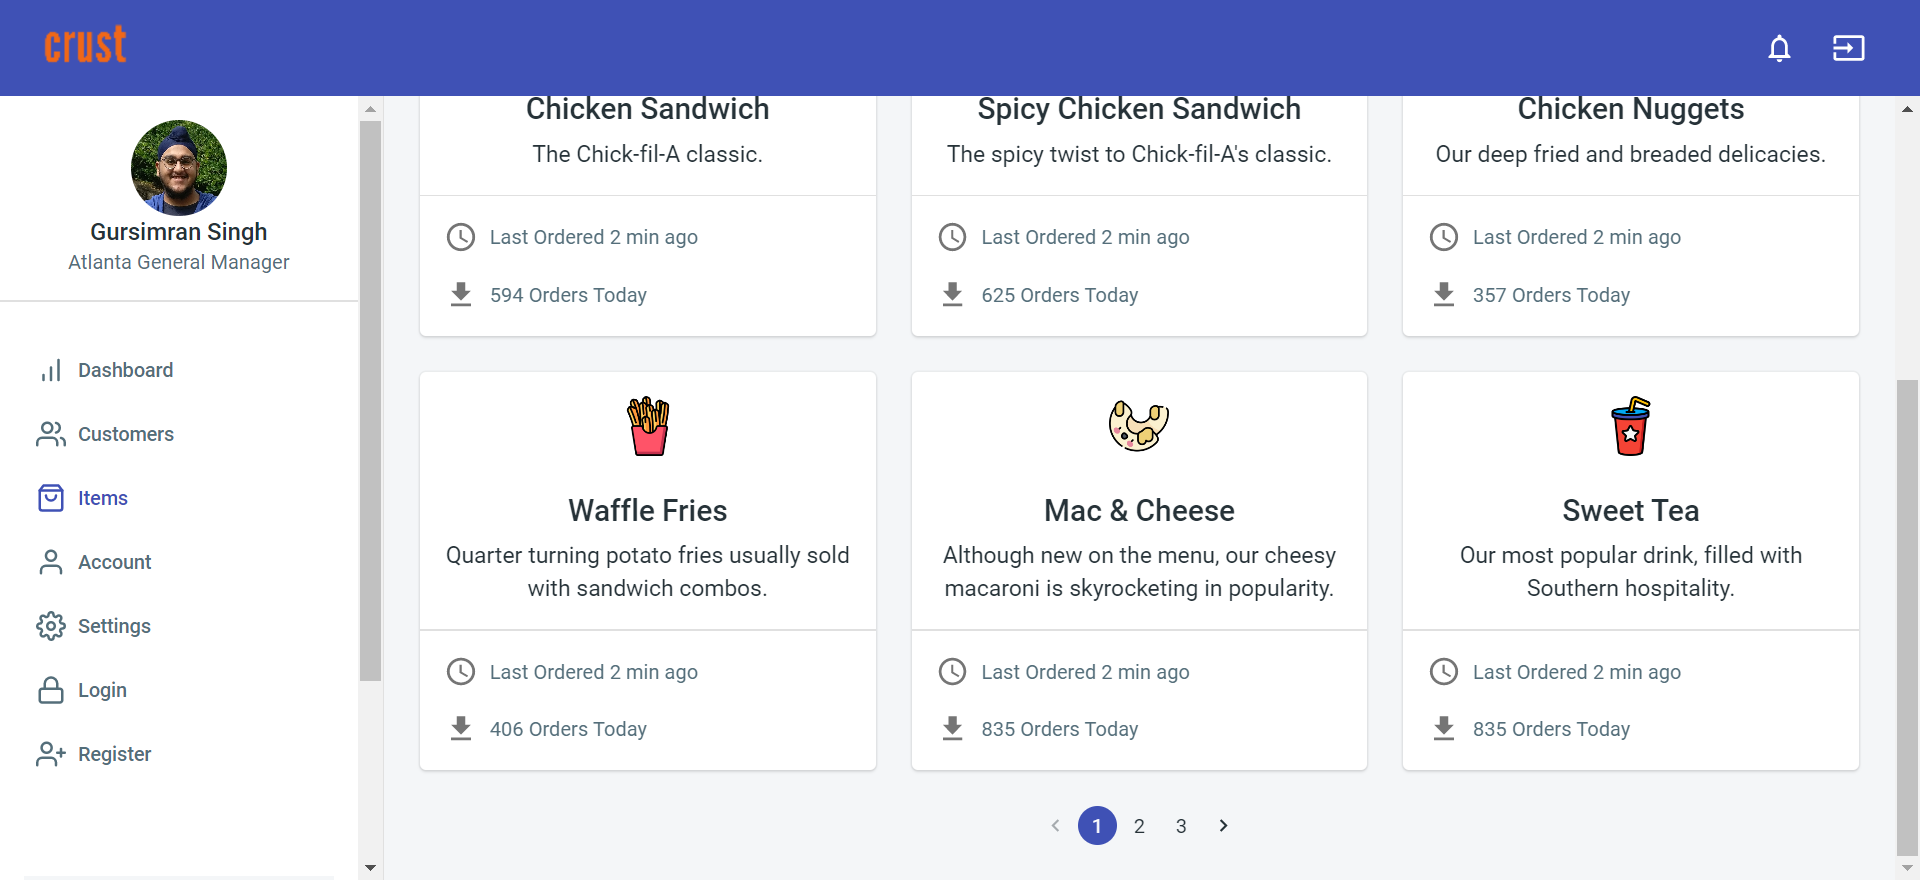 crust
Gursimran Singh
Atlanta General Manager
Dashboard
Customers
Items
Account
Settings
Login
Register
Chicken Sandwich
The Chick-fil-A classic.
Last Ordered 2 min ago
594 Orders Today
Spicy Chicken Sandwich
The spicy twist to Chick-fil-A's classic.
Last Ordered 2 min ago
625 Orders Today
Chicken Nuggets
Our deep fried and breaded delicacies.
Last Ordered 2 min ago
357 Orders Today
Waffle Fries
Quarter turning potato fries usually sold
with sandwich combos.
Last Ordered 2 min ago
406 Orders Today
Mac & Cheese
Although new on the menu, our cheesy
macaroni is skyrocketing in popularity.
Last Ordered 2 min ago
835 Orders Today
Sweet Tea
Our most popular drink, filled with
Southern hospitality.
Last Ordered 2 min ago
835 Orders Today
1 2 3